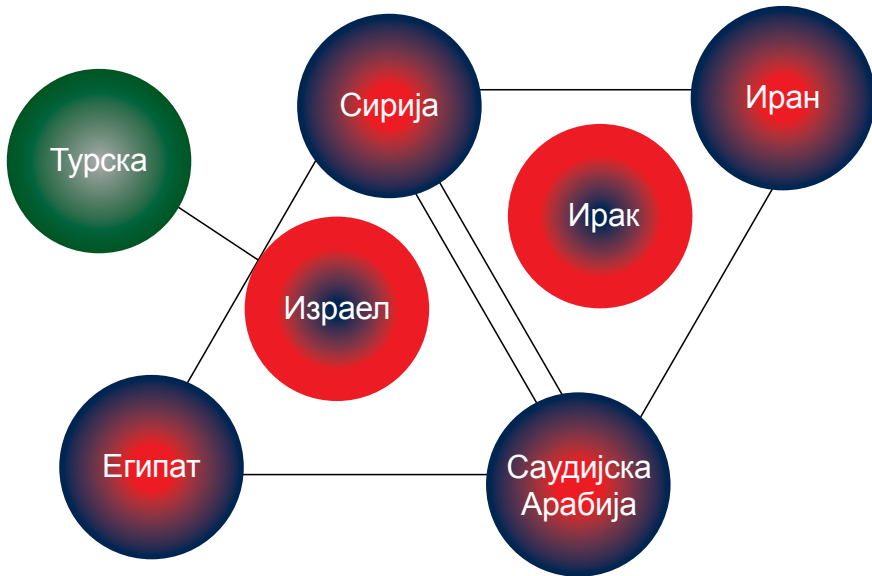 Сирија
Иран
Турска
Ирак
Израел
Египат
Саудијска
Арабија